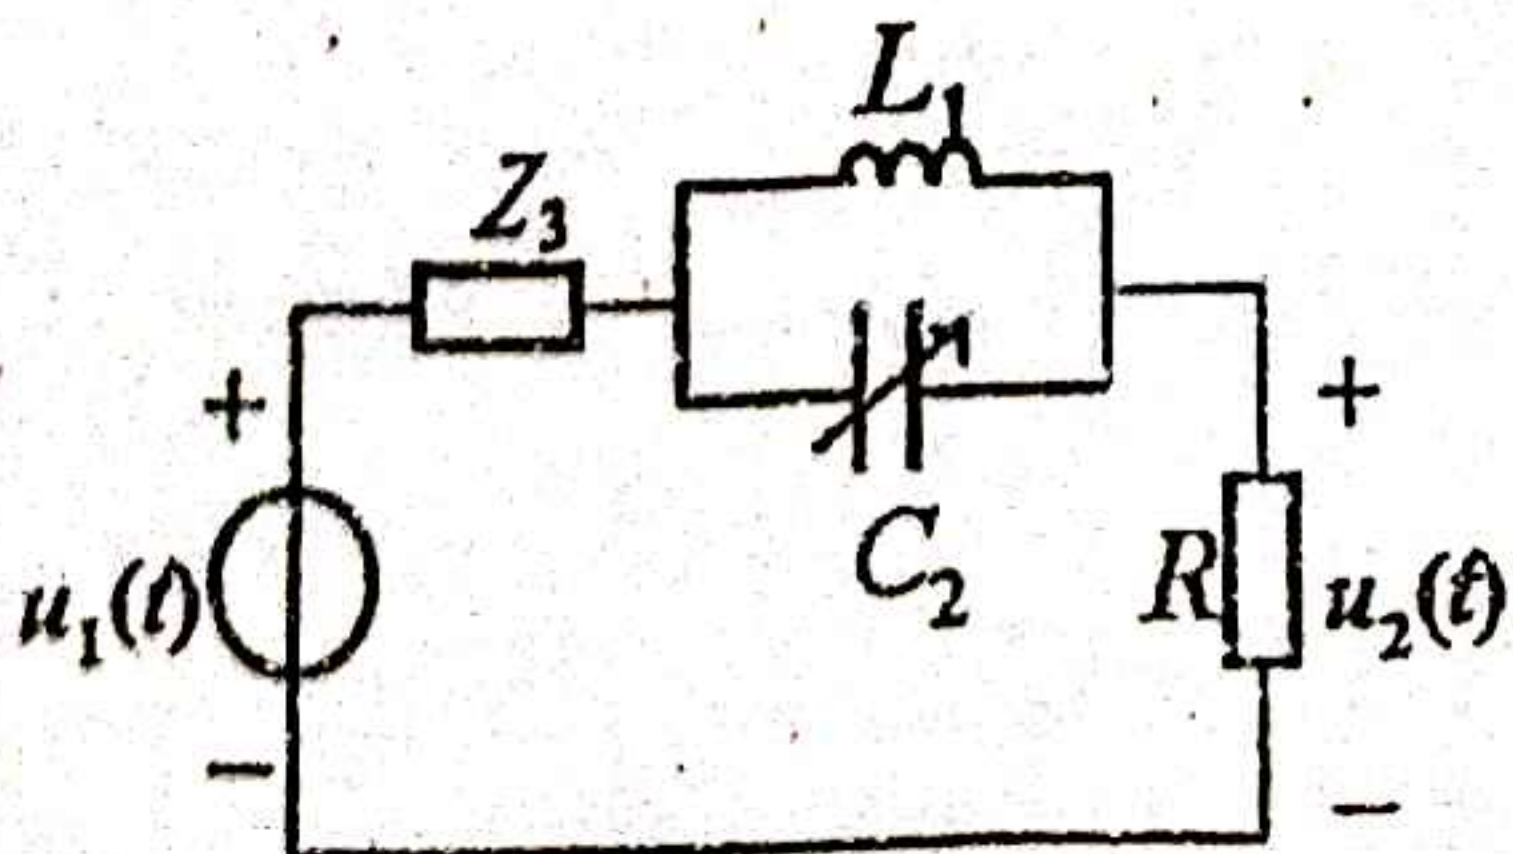 L₁
Z₃
+
+
C₂
u₁(t)
R
u₂(t)
−
−